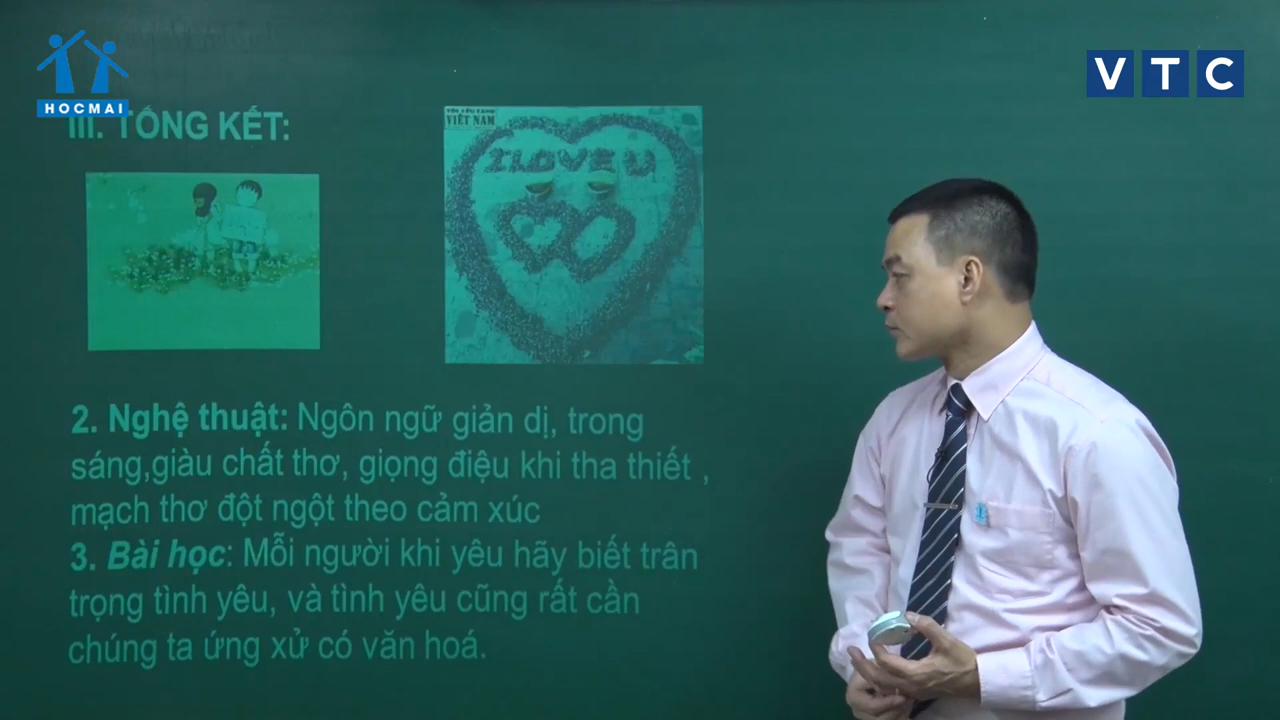 HOCMAI
VTC
III. TỔNG KẾT:
VIỆT NAM
I LOVE U
2. Nghệ thuật: Ngôn ngữ giản dị, trong
sáng,giàu chất thơ, giọng điệu khi tha thiết ,
mạch thơ đột ngột theo cảm xúc
3. Bài học: Mỗi người khi yêu hãy biết trân
trọng tình yêu, và tình yêu cũng rất cần
chúng ta ứng xử có văn hoá.